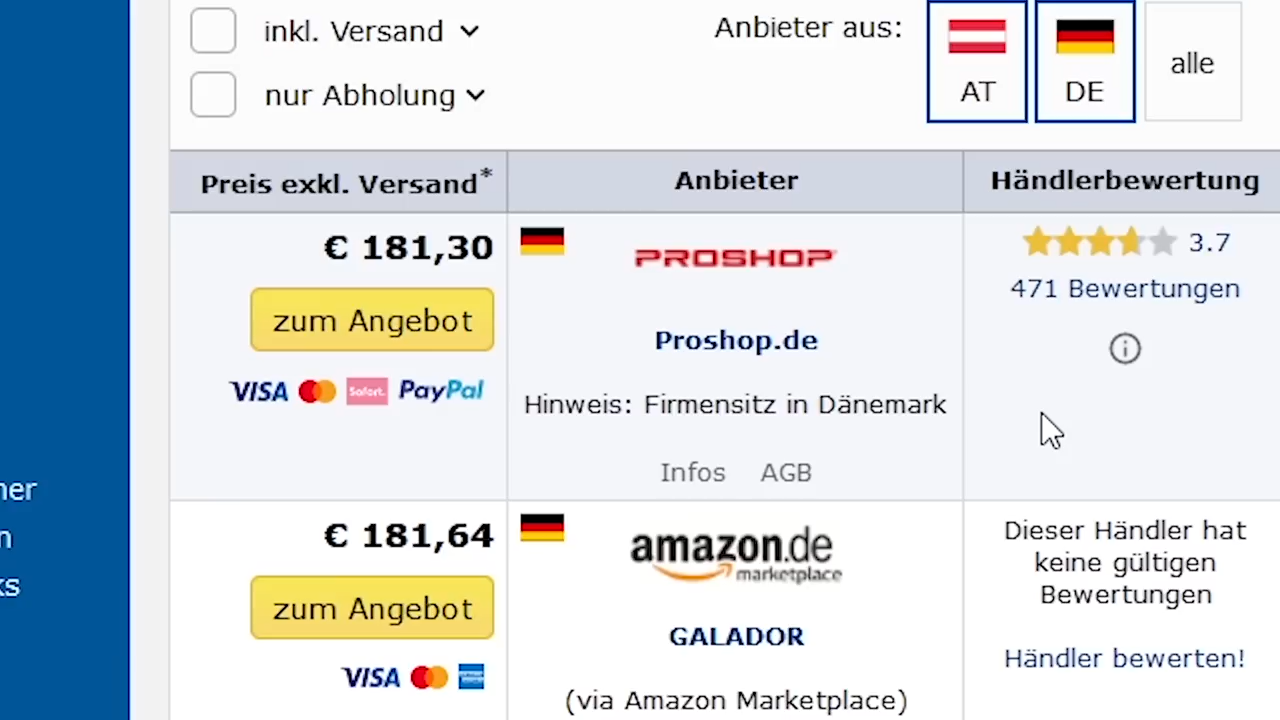 inkl. Versand
nur Abholung
Anbieter aus:
AT
DE
alle
Preis exkl. Versand*
Anbieter
Händlerbewertung
€ 181,30
zum Angebot
VISA
Sofort.
PayPal
PROSHOP
Proshop.de
Hinweis: Firmensitz in Dänemark
Infos AGB
3.7
471 Bewertungen
€ 181,64
zum Angebot
VISA
amazon.de
marketplace
GALADOR
(via Amazon Marketplace)
Dieser Händler hat
keine gültigen
Bewertungen
Händler bewerten!